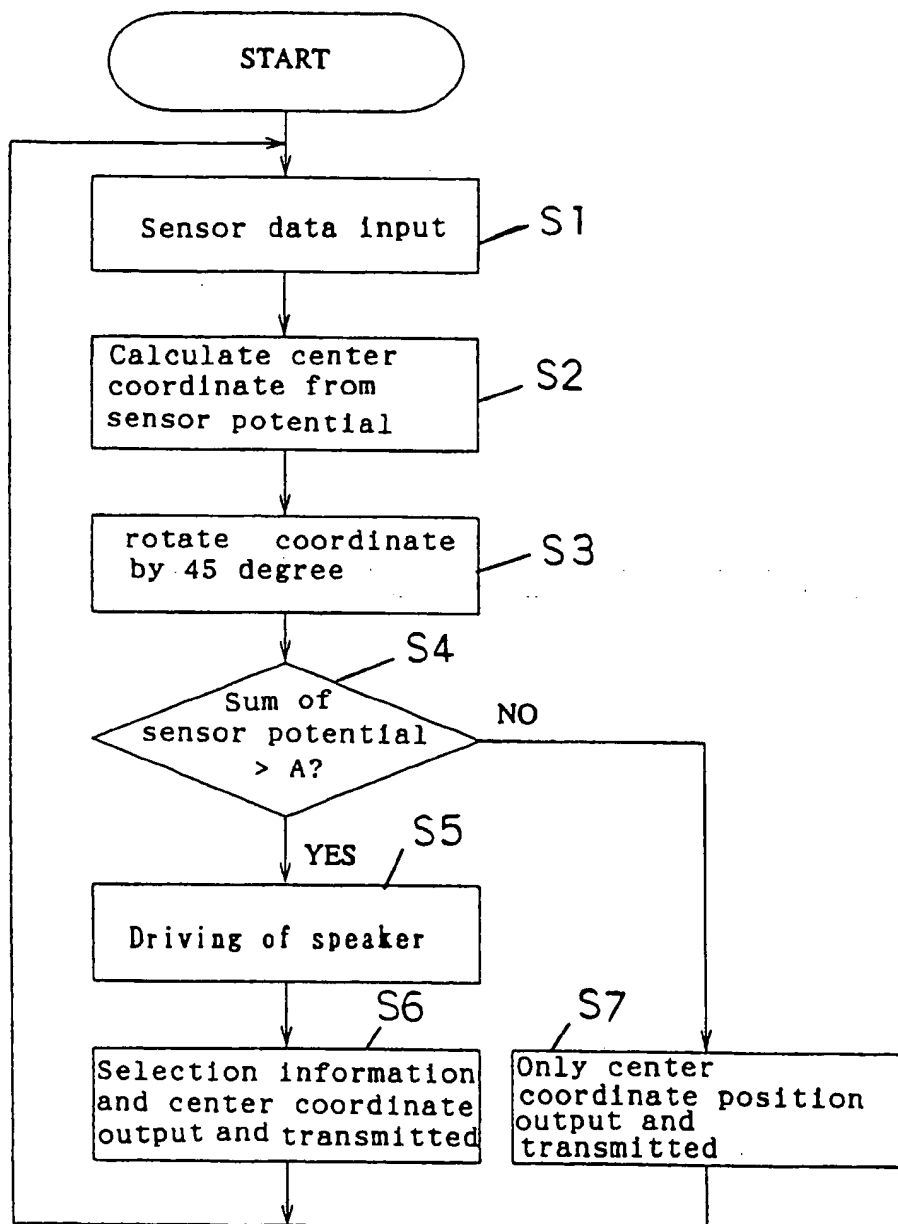 START
Sensor data input
S1
Calculate center
coordinate from
sensor potential
S2
rotate coordinate
by 45 degree
S3
S4
Sum of
sensor potential
> A?
NO
YES
S5
Driving of speaker
S6
Selection information
and center coordinate
output and transmitted
S7
Only center
coordinate position
output and
transmitted